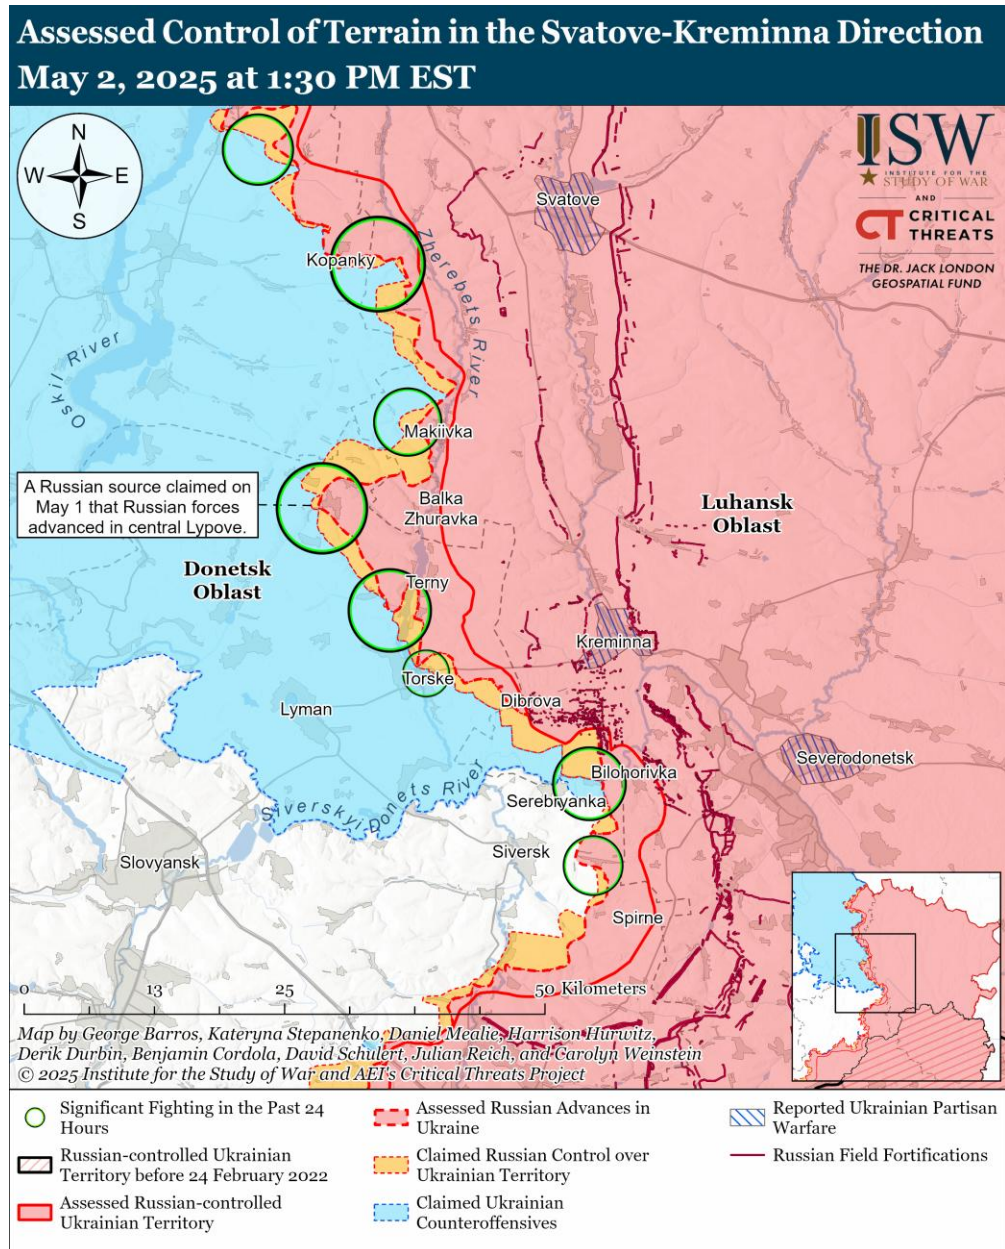 Assessed Control of Terrain in the Svatove-Kreminna Direction
May 2, 2025 at 1:30 PM EST
N
W E
S
ISW
INSTITUTE FOR THE
STUDY OF WAR
AND
CT CRITICAL
THREATS
THE DR. JACK LONDON
GEOSPATIAL FUND
Svatove
Kopanky
Zherebets River
Oskil River
Makiivka
A Russian source claimed on
May 1 that Russian forces
advanced in central Lypove.
Balka
Zhuravka
Luhansk
Oblast
Donetsk
Oblast
Terny
Kreminna
Torske
Dibrova
Lyman
Bilohorivka
Severodonetsk
Serebryanka
Siverskyi Donets River
Siversk
Slovyansk
Spirne
0 13 25 50 Kilometers
Map by George Barros, Kateryna Stepanenko, Daniel Mealie, Harrison Hurwitz,
Derik Durbin, Benjamin Cordola, David Schulert, Julian Reich, and Carolyn Weinstein
© 2025 Institute for the Study of War and AEI's Critical Threats Project
Significant Fighting in the Past 24
Hours
Russian-controlled Ukrainian
Territory before 24 February 2022
Assessed Russian-controlled
Ukrainian Territory
Assessed Russian Advances in
Ukraine
Claimed Russian Control over
Ukrainian Territory
Claimed Ukrainian
Counteroffensives
Reported Ukrainian Partisan
Warfare
Russian Field Fortifications